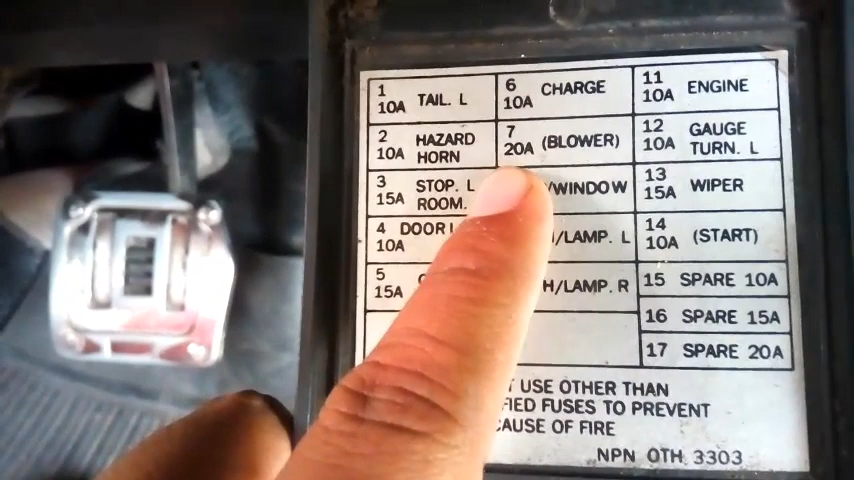 1
10A TAIL. L
2
10A HAZARD
HORN
3
15A STOP. L
ROOM.
4 DOOR
10A
5
15A
6
10A CHARGE
7
20A (BLOWER)
/WINDOW
H/LAMP. L
H/LAMP. R
11
10A ENGINE
12
10A GAUGE
TURN. L
13
15A WIPER
14
10A (START)
15 SPARE 10A
16 SPARE 15A
17 SPARE 20A
USE OTHER THAN
FUSES TO PREVENT
CAUSE OF FIRE
NPN OTH 3303